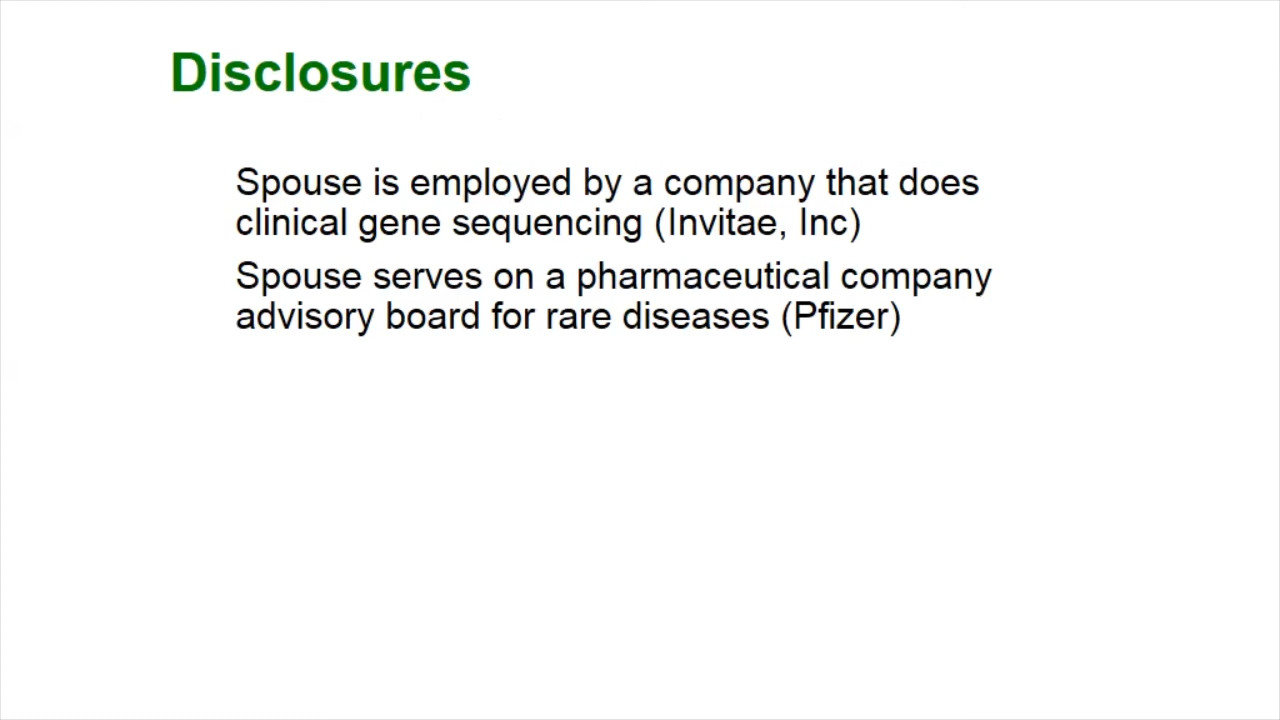 Disclosures
Spouse is employed by a company that does
clinical gene sequencing (Invitae, Inc)
Spouse serves on a pharmaceutical company
advisory board for rare diseases (Pfizer)